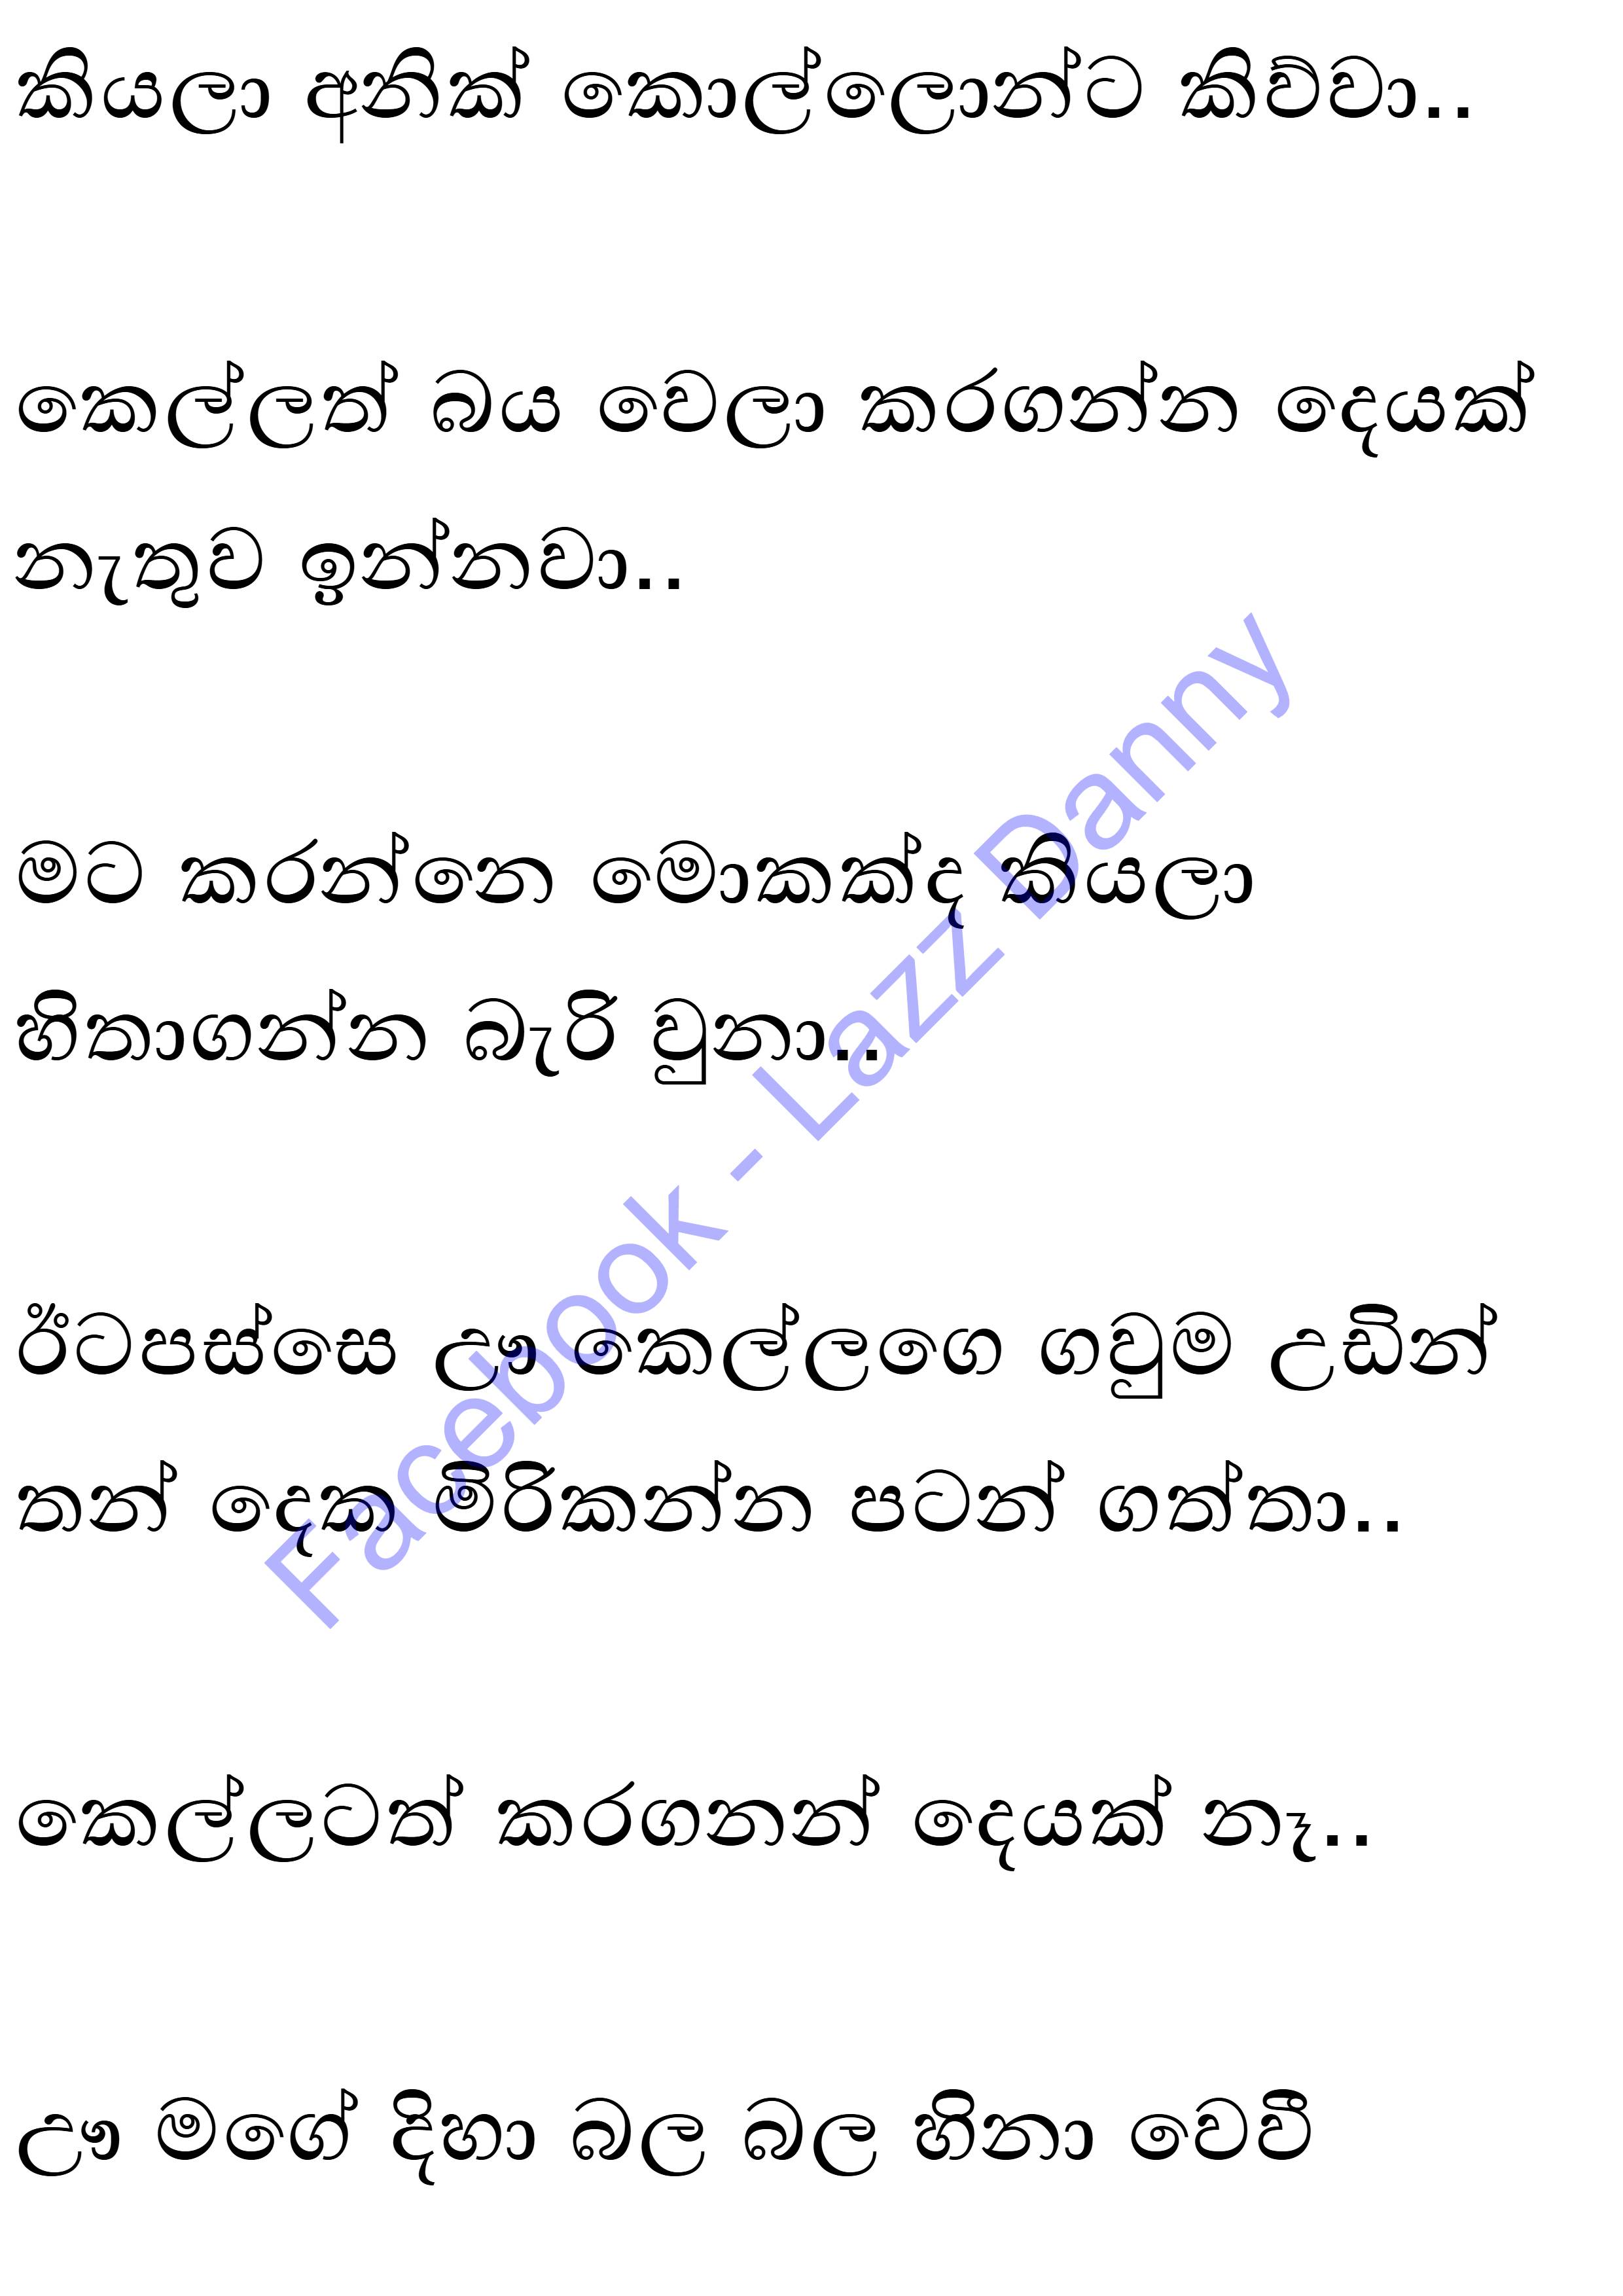 කියලා අනික් කොල්ලොන්ට කිව්වා..
කෙල්ලත් බය වෙලා කරගන්න දෙයක්
නැතුව ඉන්නවා..
මට කරන්නෙ මොකක්ද කියලා
හිතාගන්න බැරි වුනා..
ඊටපස්සෙ ඌ කෙල්ලගෙ ගවුම උඩින්
තන් දෙක මිරිකන්න පටන් ගත්තා..
කෙල්ලටත් කරගනන් දෙයක් නෑ..
ඌ මගේ දිහා බල බල හිනා වෙවී
Facebook - Lazz Danny